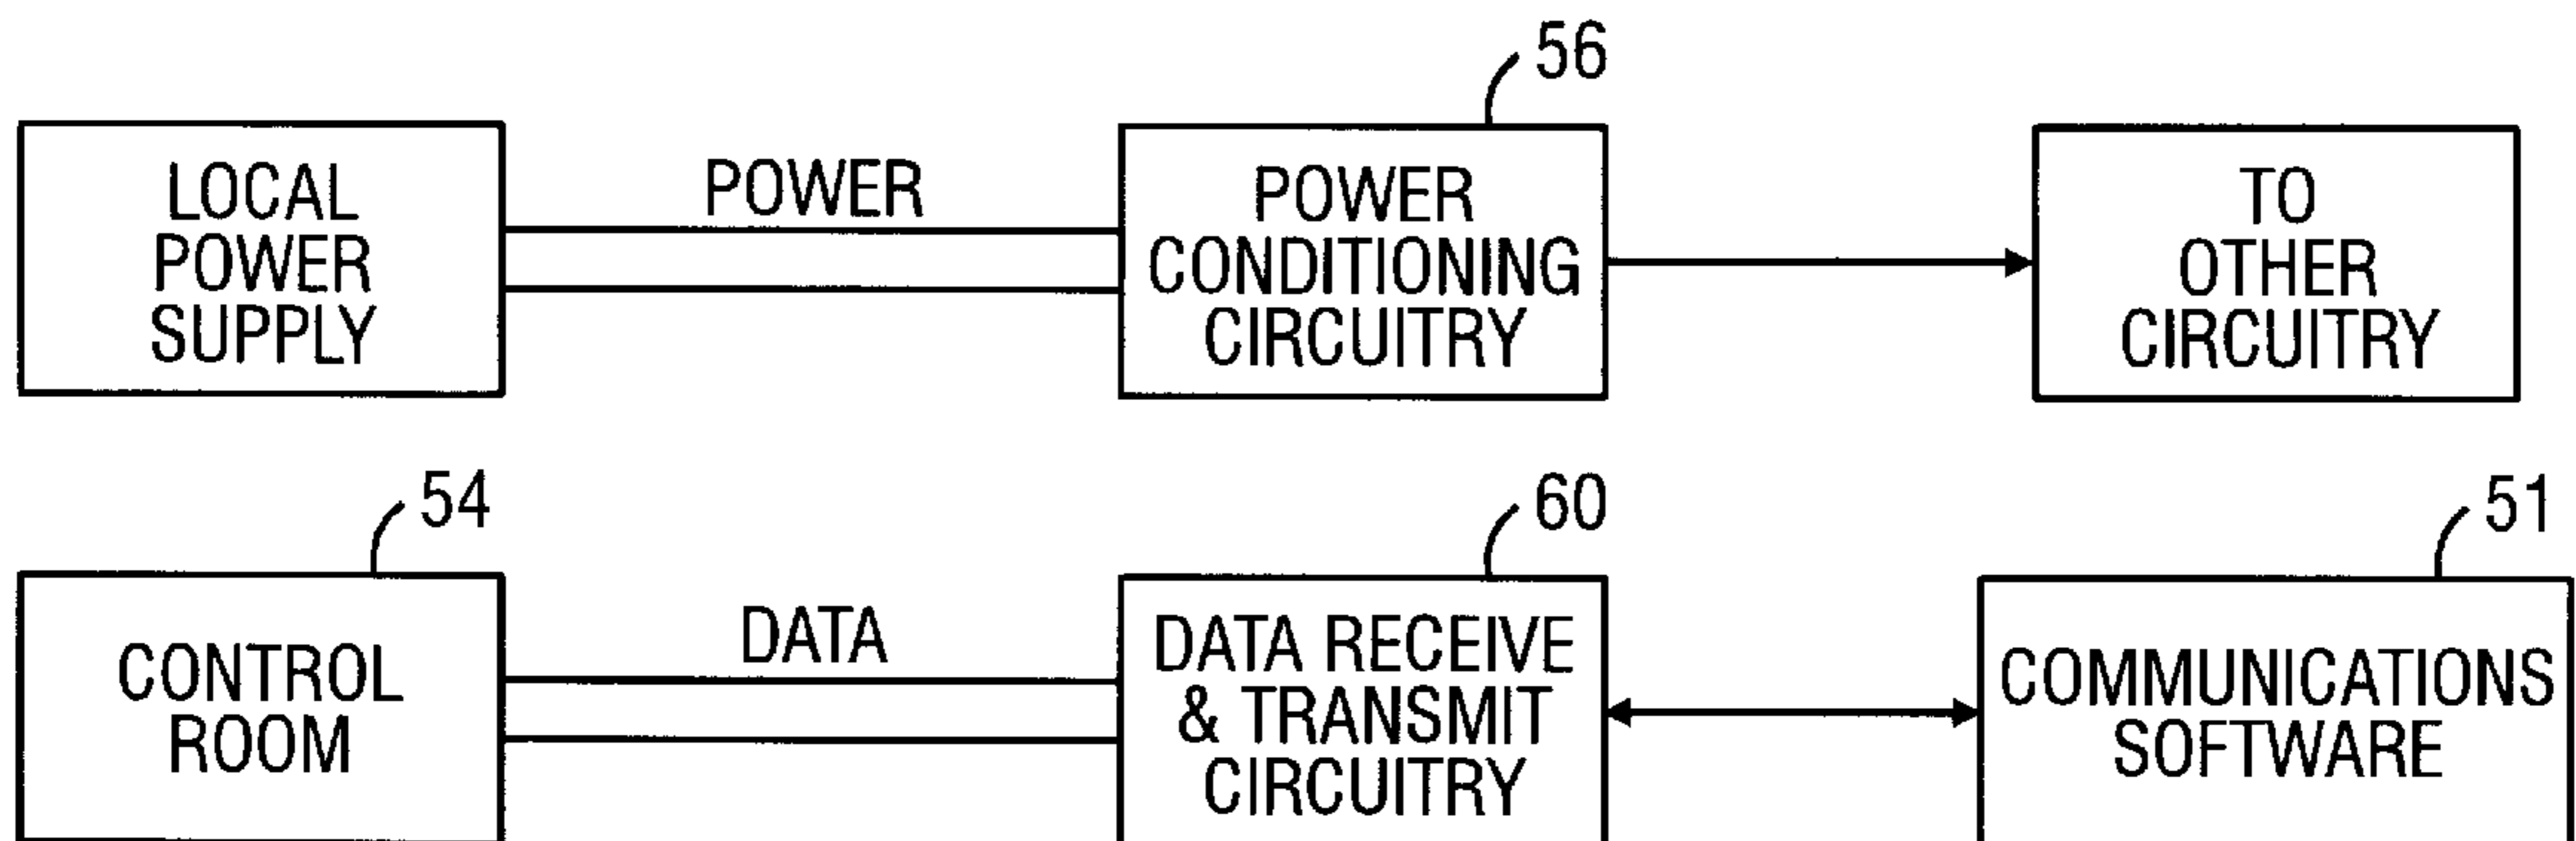 56
LOCAL
POWER
SUPPLY
POWER
POWER
CONDITIONING
CIRCUITRY
TO
OTHER
CIRCUITRY
54
60
51
CONTROL
ROOM
DATA
DATA RECEIVE
& TRANSMIT
CIRCUITRY
COMMUNICATIONS
SOFTWARE